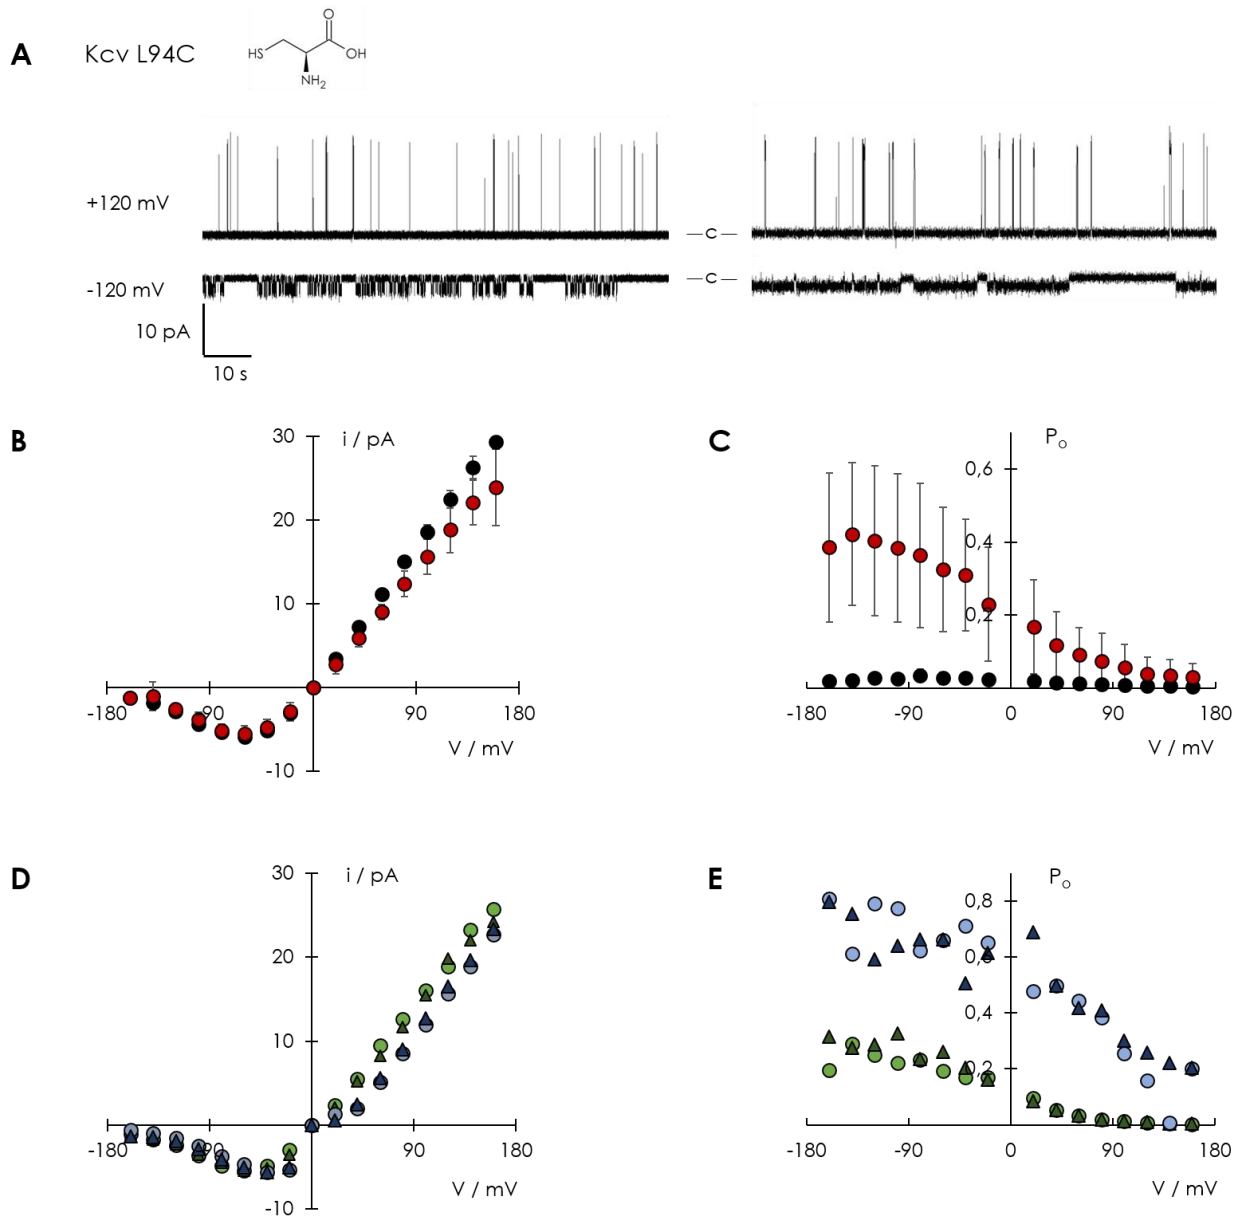 A
Kcv L94C
O
HS
OH
NH₂
+120 mV
— C —
-120 mV
— C —
10 pA
10 s
B
i / pA
30
20
10
-180
-90
90
180
V / mV
-10
C
Pₒ
0,6
0,4
0,2
-180
-90
0
90
180
V / mV
D
i / pA
30
20
10
-180
-90
90
180
V / mV
-10
E
Pₒ
0,8
0,6
0,4
0,2
-180
-90
0
90
180
V / mV